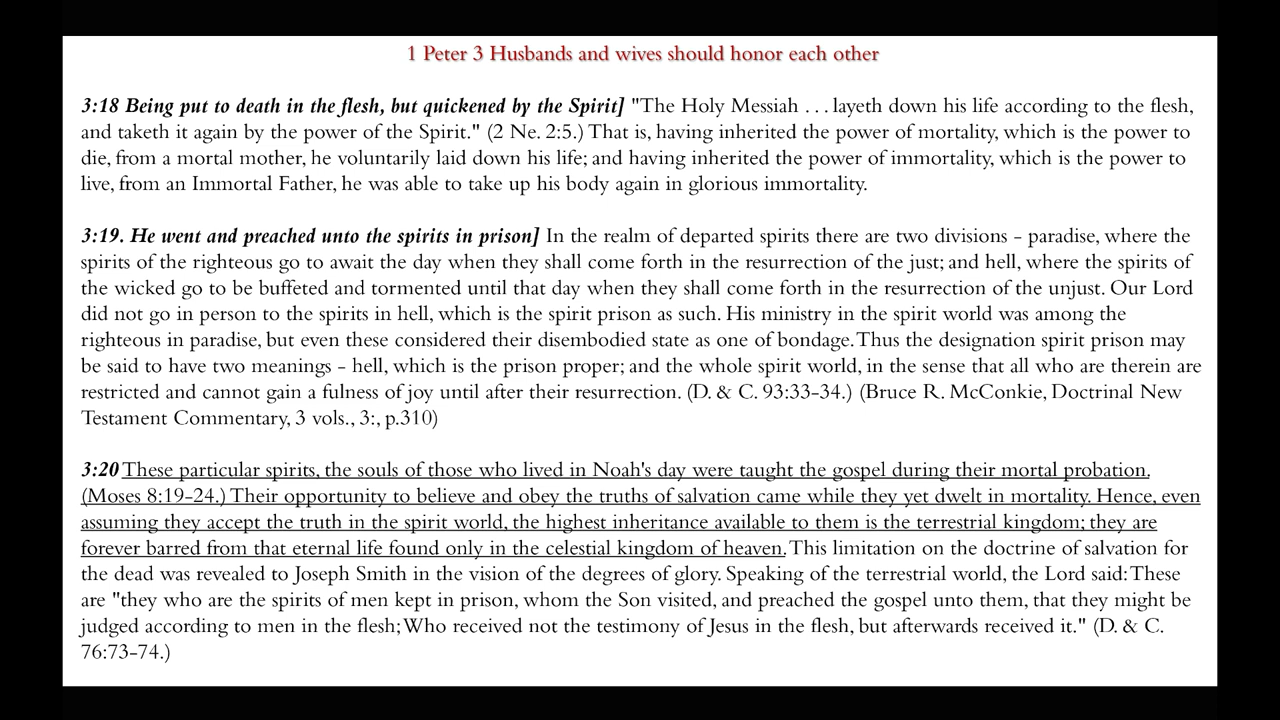 1 Peter 3 Husbands and wives should honor each other
3:18 Being put to death in the flesh, but quickened by the Spirit] "The Holy Messiah . . . layeth down his life according to the flesh,
and taketh it again by the power of the Spirit." (2 Ne. 2:5.) That is, having inherited the power of mortality, which is the power to
die, from a mortal mother, he voluntarily laid down his life; and having inherited the power of immortality, which is the power to
live, from an Immortal Father, he was able to take up his body again in glorious immortality.
3:19. He went and preached unto the spirits in prison] In the realm of departed spirits there are two divisions - paradise, where the
spirits of the righteous go to await the day when they shall come forth in the resurrection of the just; and hell, where the spirits of
the wicked go to be buffeted and tormented until that day when they shall come forth in the resurrection of the unjust. Our Lord
did not go in person to the spirits in hell, which is the spirit prison as such. His ministry in the spirit world was among the
righteous in paradise, but even these considered their disembodied state as one of bondage. Thus the designation spirit prison may
be said to have two meanings - hell, which is the prison proper; and the whole spirit world, in the sense that all who are therein are
restricted and cannot gain a fulness of joy until after their resurrection. (D. & C. 93:33-34.) (Bruce R. McConkie, Doctrinal New
Testament Commentary, 3 vols., 3:, p.310)
3:20 These particular spirits, the souls of those who lived in Noah's day were taught the gospel during their mortal probation.
(Moses 8:19-24.) Their opportunity to believe and obey the truths of salvation came while they yet dwelt in mortality. Hence, even
assuming they accept the truth in the spirit world, the highest inheritance available to them is the terrestrial kingdom; they are
forever barred from that eternal life found only in the celestial kingdom of heaven. This limitation on the doctrine of salvation for
the dead was revealed to Joseph Smith in the vision of the degrees of glory. Speaking of the terrestrial world, the Lord said: These
are "they who are the spirits of men kept in prison, whom the Son visited, and preached the gospel unto them, that they might be
judged according to men in the flesh; Who received not the testimony of Jesus in the flesh, but afterwards received it." (D. & C.
76:73-74.)